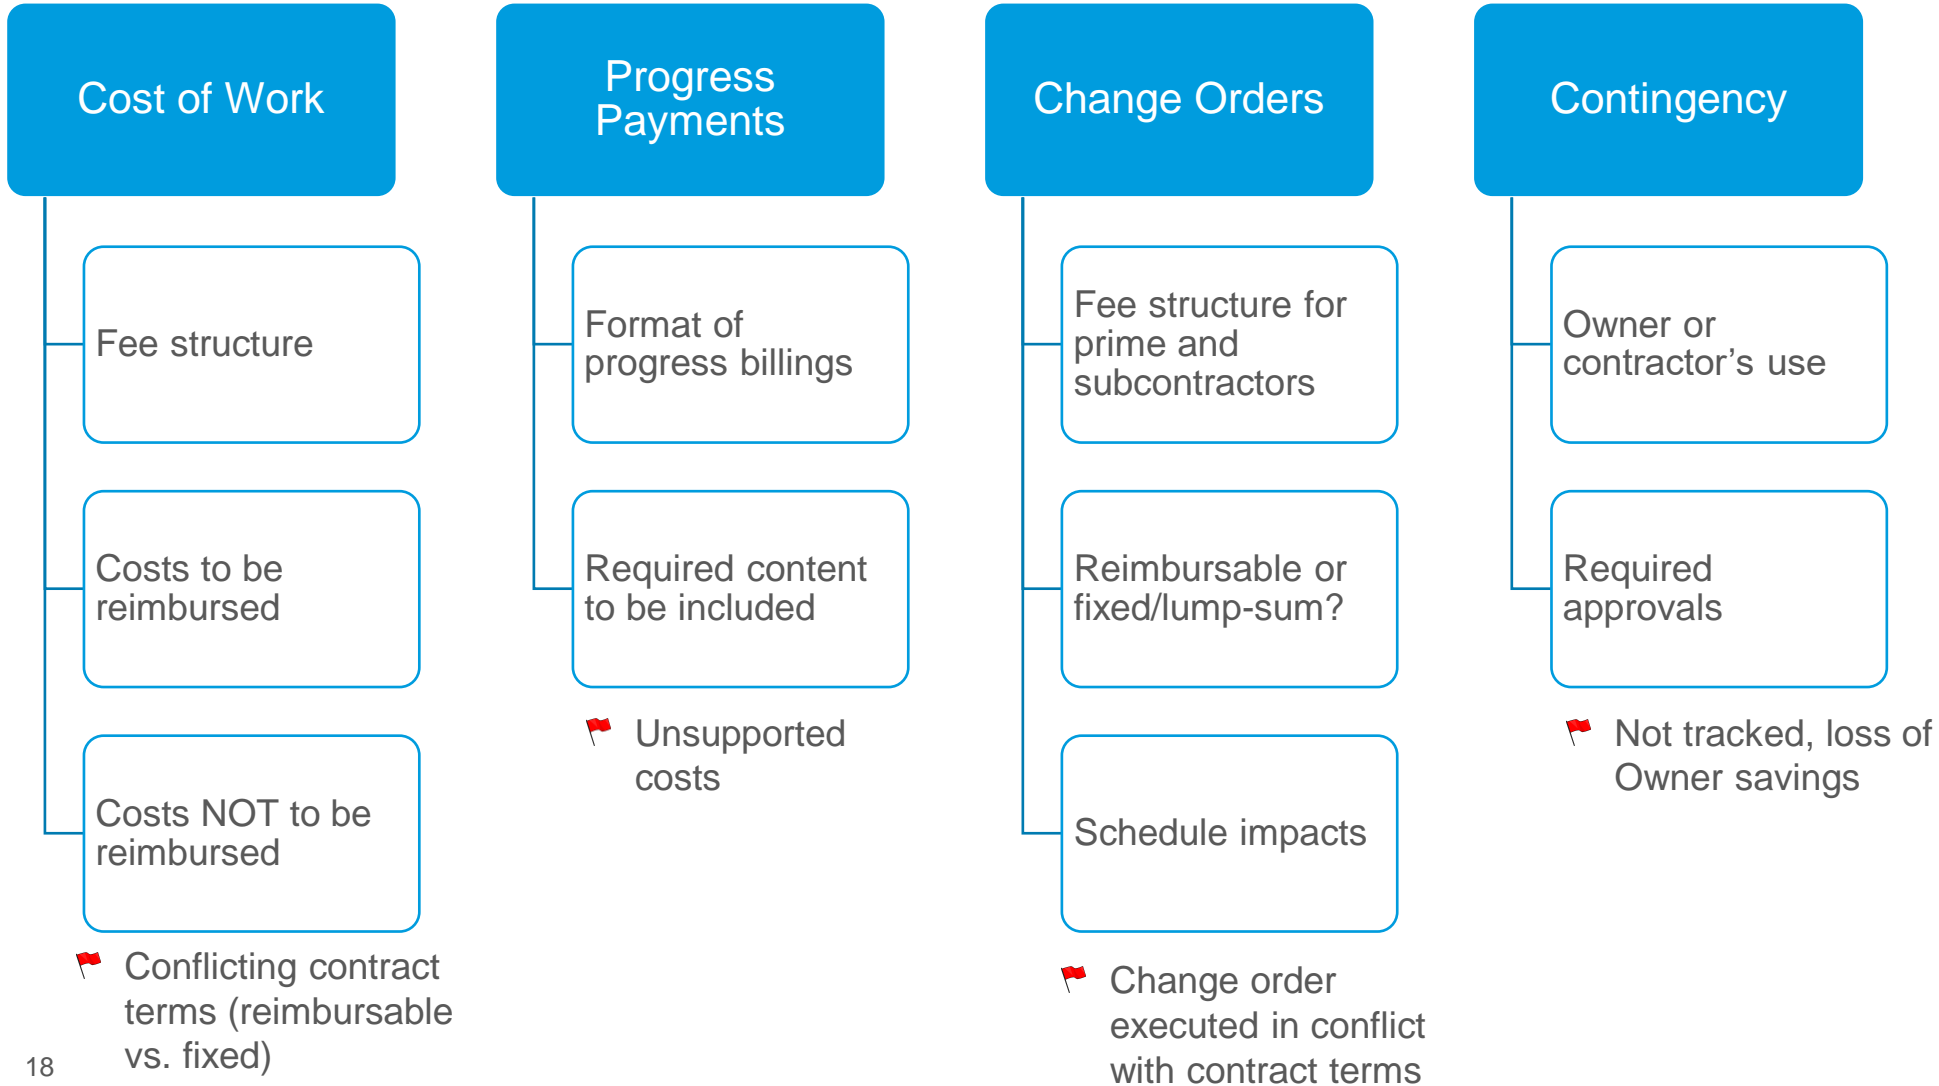 Cost of Work
Fee structure
Costs to be
reimbursed
Costs NOT to be
reimbursed
Conflicting contract
terms (reimbursable
vs. fixed)
Progress
Payments
Format of
progress billings
Required content
to be included
Unsupported
costs
Change Orders
Fee structure for
prime and
subcontractors
Reimbursable or
fixed/lump-sum?
Schedule impacts
Change order
executed in conflict
with contract terms
Contingency
Owner or
contractor’s use
Required
approvals
Not tracked, loss of
Owner savings
18